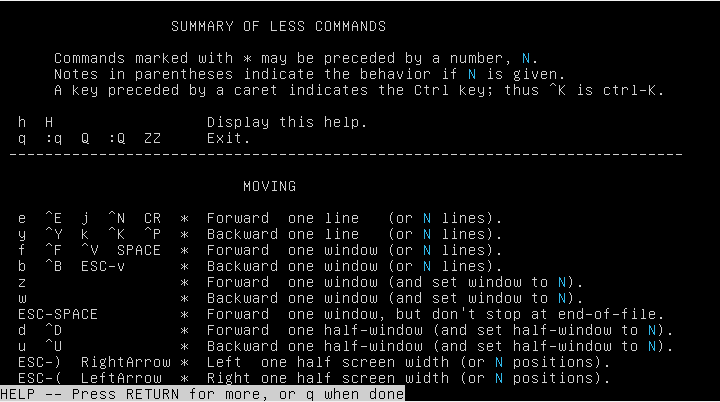 SUMMARY OF LESS COMMANDS
Commands marked with * may be preceded by a number, N.
Notes in parentheses indicate the behavior if N is given.
A key preceded by a caret indicates the Ctrl key; thus ^K is ctrl-K.
h  H                 Display this help.
q  :q  Q  :Q  ZZ     Exit.
---------------------------------------------------------------------------
MOVING
e  ^E  j  ^N  CR  *  Forward  one line   (or N lines).
y  ^Y  k  ^K  ^P  *  Backward one line   (or N lines).
f  ^F  ^V  SPACE  *  Forward  one window (or N lines).
b  ^B  ESC-v      *  Backward one window (or N lines).
z                 *  Forward  one window (and set window to N).
w                 *  Backward one window (and set window to N).
ESC-SPACE         *  Forward  one window, but don't stop at end-of-file.
d  ^D             *  Forward  one half-window (and set half-window to N).
u  ^U             *  Backward one half-window (and set half-window to N).
ESC-)  RightArrow *  Left  one half screen width (or N positions).
ESC-(  LeftArrow  *  Right one half screen width (or N positions).
HELP -- Press RETURN for more, or q when done